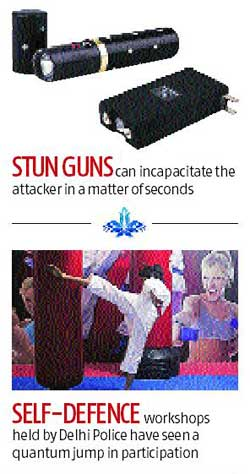 STUN GUNS can incapacitate the
attacker in a matter of seconds
SELF-DEFENCE workshops
held by Delhi Police have seen a
quantum jump in participation